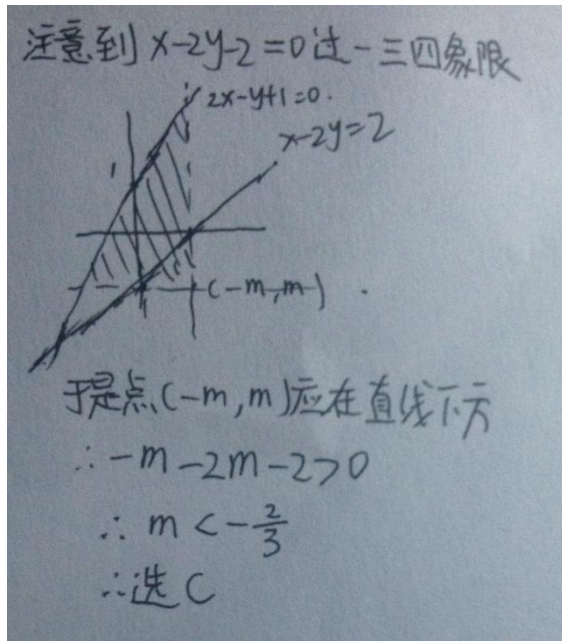 注意到 x-2y-2=0过一三四象限
2x-y+1=0.
x-2y=2
1
(-m,m)
于是点(-m,m)应在直线下方
∴-m-2m-2>0
∴ m<-2/3
∴选C